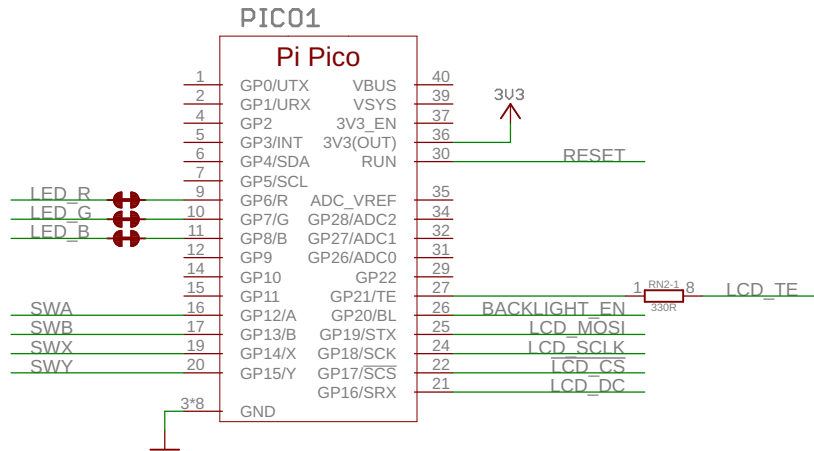 PICO1
Pi Pico
1 GP0/UTX VBUS 40
2 GP1/URX VSYS 39
4 GP2 3V3_EN 37
3V3
5 GP3/INT 3V3(OUT) 36
6 GP4/SDA RUN 30 RESET
7 GP5/SCL
LED_R 9 GP6/R ADC_VREF 35
LED_G 10 GP7/G GP28/ADC2 34
LED_B 11 GP8/B GP27/ADC1 32
12 GP9 GP26/ADC0 31
14 GP10 GP22 29
15 GP11 GP21/TE 27 1 RN2-1 8 LCD_TE
330R
SWA 16 GP12/A GP20/BL 26 BACKLIGHT_EN
SWB 17 GP13/B GP19/STX 25 LCD_MOSI
SWX 19 GP14/X GP18/SCK 24 LCD_SCLK
SWY 20 GP15/Y GP17/SCS 22 LCD_CS
GP16/SRX 21 LCD_DC
3*8 GND